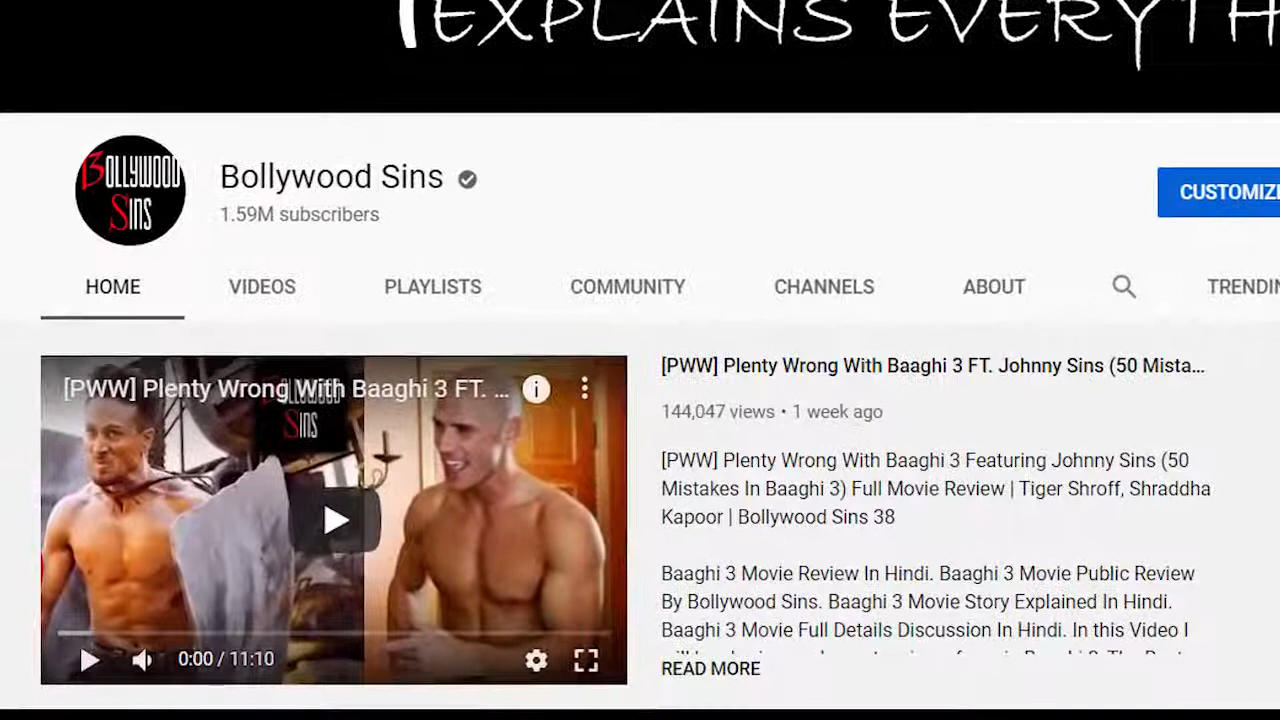 EXPLAINS EVERYTH
BOLLYWOOD
SINS
Bollywood Sins
1.59M subscribers
CUSTOMIZE
HOME VIDEOS PLAYLISTS COMMUNITY CHANNELS ABOUT TRENDIN
[PWW] Plenty Wrong With Baaghi 3 FT. ...
BOLLYWOOD
SINS
0:00 / 11:10
[PWW] Plenty Wrong With Baaghi 3 FT. Johnny Sins (50 Mista...
144,047 views • 1 week ago
[PWW] Plenty Wrong With Baaghi 3 Featuring Johnny Sins (50
Mistakes In Baaghi 3) Full Movie Review | Tiger Shroff, Shraddha
Kapoor | Bollywood Sins 38
Baaghi 3 Movie Review In Hindi. Baaghi 3 Movie Public Review
By Bollywood Sins. Baaghi 3 Movie Story Explained In Hindi.
Baaghi 3 Movie Full Details Discussion In Hindi. In this Video I
READ MORE